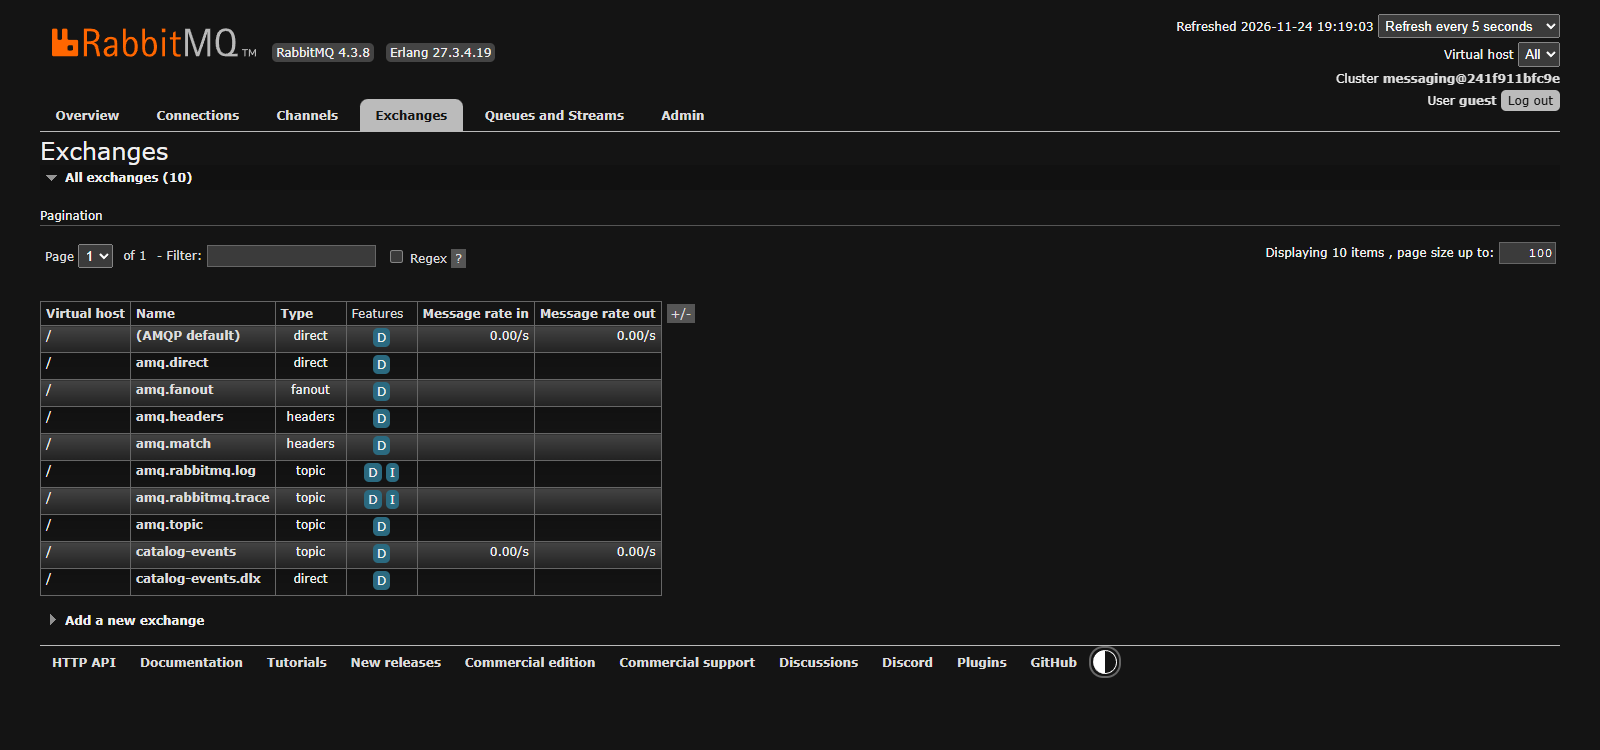 RabbitMQ TM RabbitMQ 4.3.8 Erlang 27.3.4.19
Refreshed 2026-11-24 19:19:03 Refresh every 5 seconds
Virtual host All
Cluster messaging@241f911bfc9e
User guest Log out
Overview Connections Channels Exchanges Queues and Streams Admin
Exchanges
All exchanges (10)
Pagination
Page 1 of 1 - Filter: Regex ? Displaying 10 items , page size up to: 100
Virtual host Name Type Features Message rate in Message rate out +/-
/ (AMQP default) direct D 0.00/s 0.00/s
/ amq.direct direct D
/ amq.fanout fanout D
/ amq.headers headers D
/ amq.match headers D
/ amq.rabbitmq.log topic D I
/ amq.rabbitmq.trace topic D I
/ amq.topic topic D
/ catalog-events topic D 0.00/s 0.00/s
/ catalog-events.dlx direct D
Add a new exchange
HTTP API Documentation Tutorials New releases Commercial edition Commercial support Discussions Discord Plugins GitHub